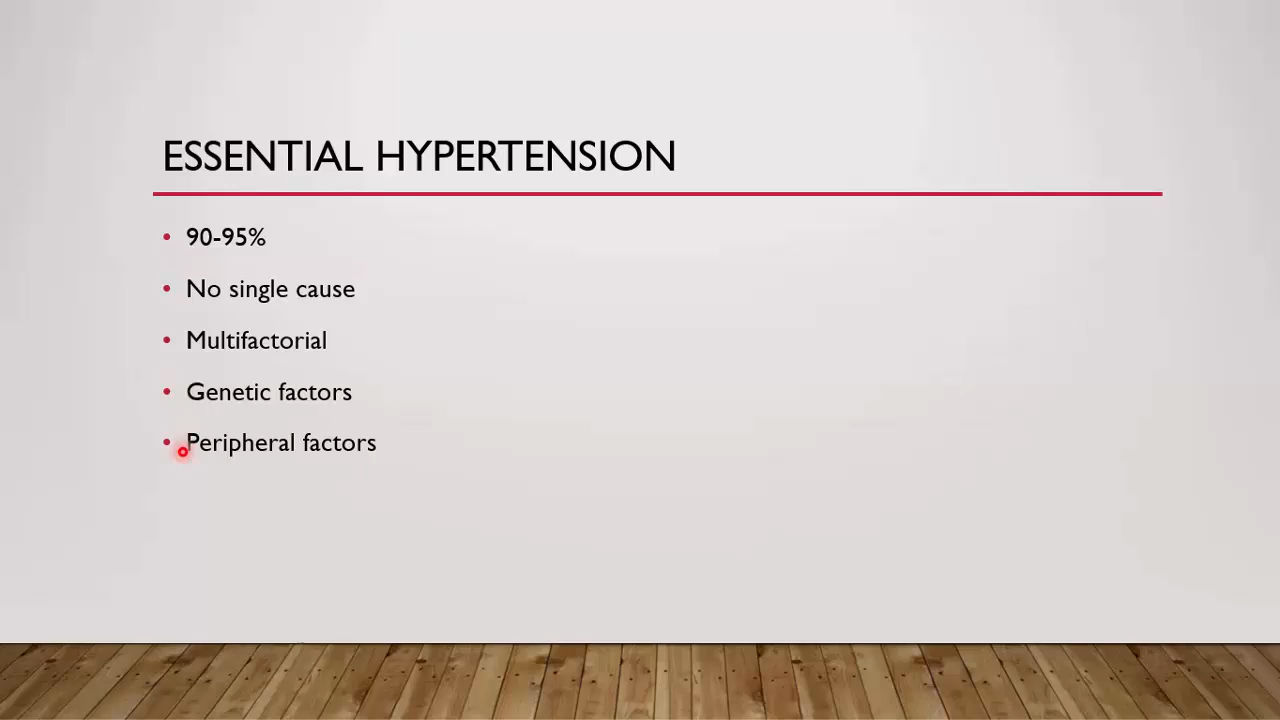 ESSENTIAL HYPERTENSION
• 90-95%
• No single cause
• Multifactorial
• Genetic factors
• Peripheral factors